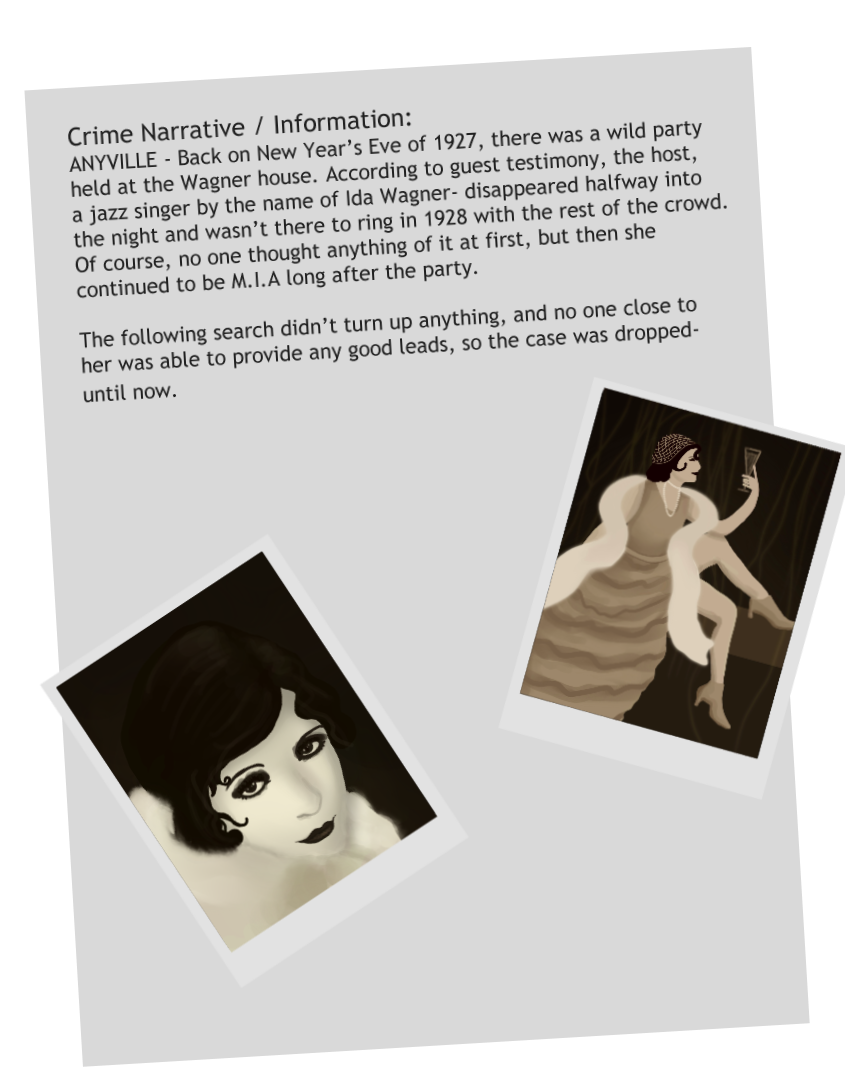 Crime Narrative / Information:
ANYVILLE - Back on New Year’s Eve of 1927, there was a wild party
held at the Wagner house. According to guest testimony, the host,
a jazz singer by the name of Ida Wagner- disappeared halfway into
the night and wasn’t there to ring in 1928 with the rest of the crowd.
Of course, no one thought anything of it at first, but then she
continued to be M.I.A long after the party.
The following search didn’t turn up anything, and no one close to
her was able to provide any good leads, so the case was dropped-
until now.